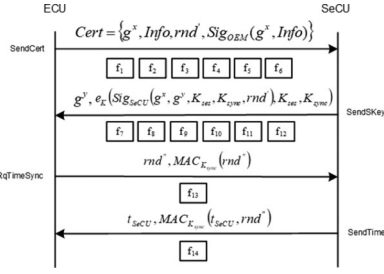 ECU SeCU
Cert = {g^x, Info, rnd', Sig_OEM(g^x, Info)}
SendCert
f1 f2 f3 f4 f5 f6
g^y, e_K(Sig_SeCU(g^x, g^y, K_sec, K_sync, rnd'), K_sec, K_sync)
SendSKey
f7 f8 f9 f10 f11 f12
rnd'', MAC_K_sync(rnd'')
RqTimeSync
f13
t_SeCU, MAC_K_sync(t_SeCU, rnd'')
SendTime
f14